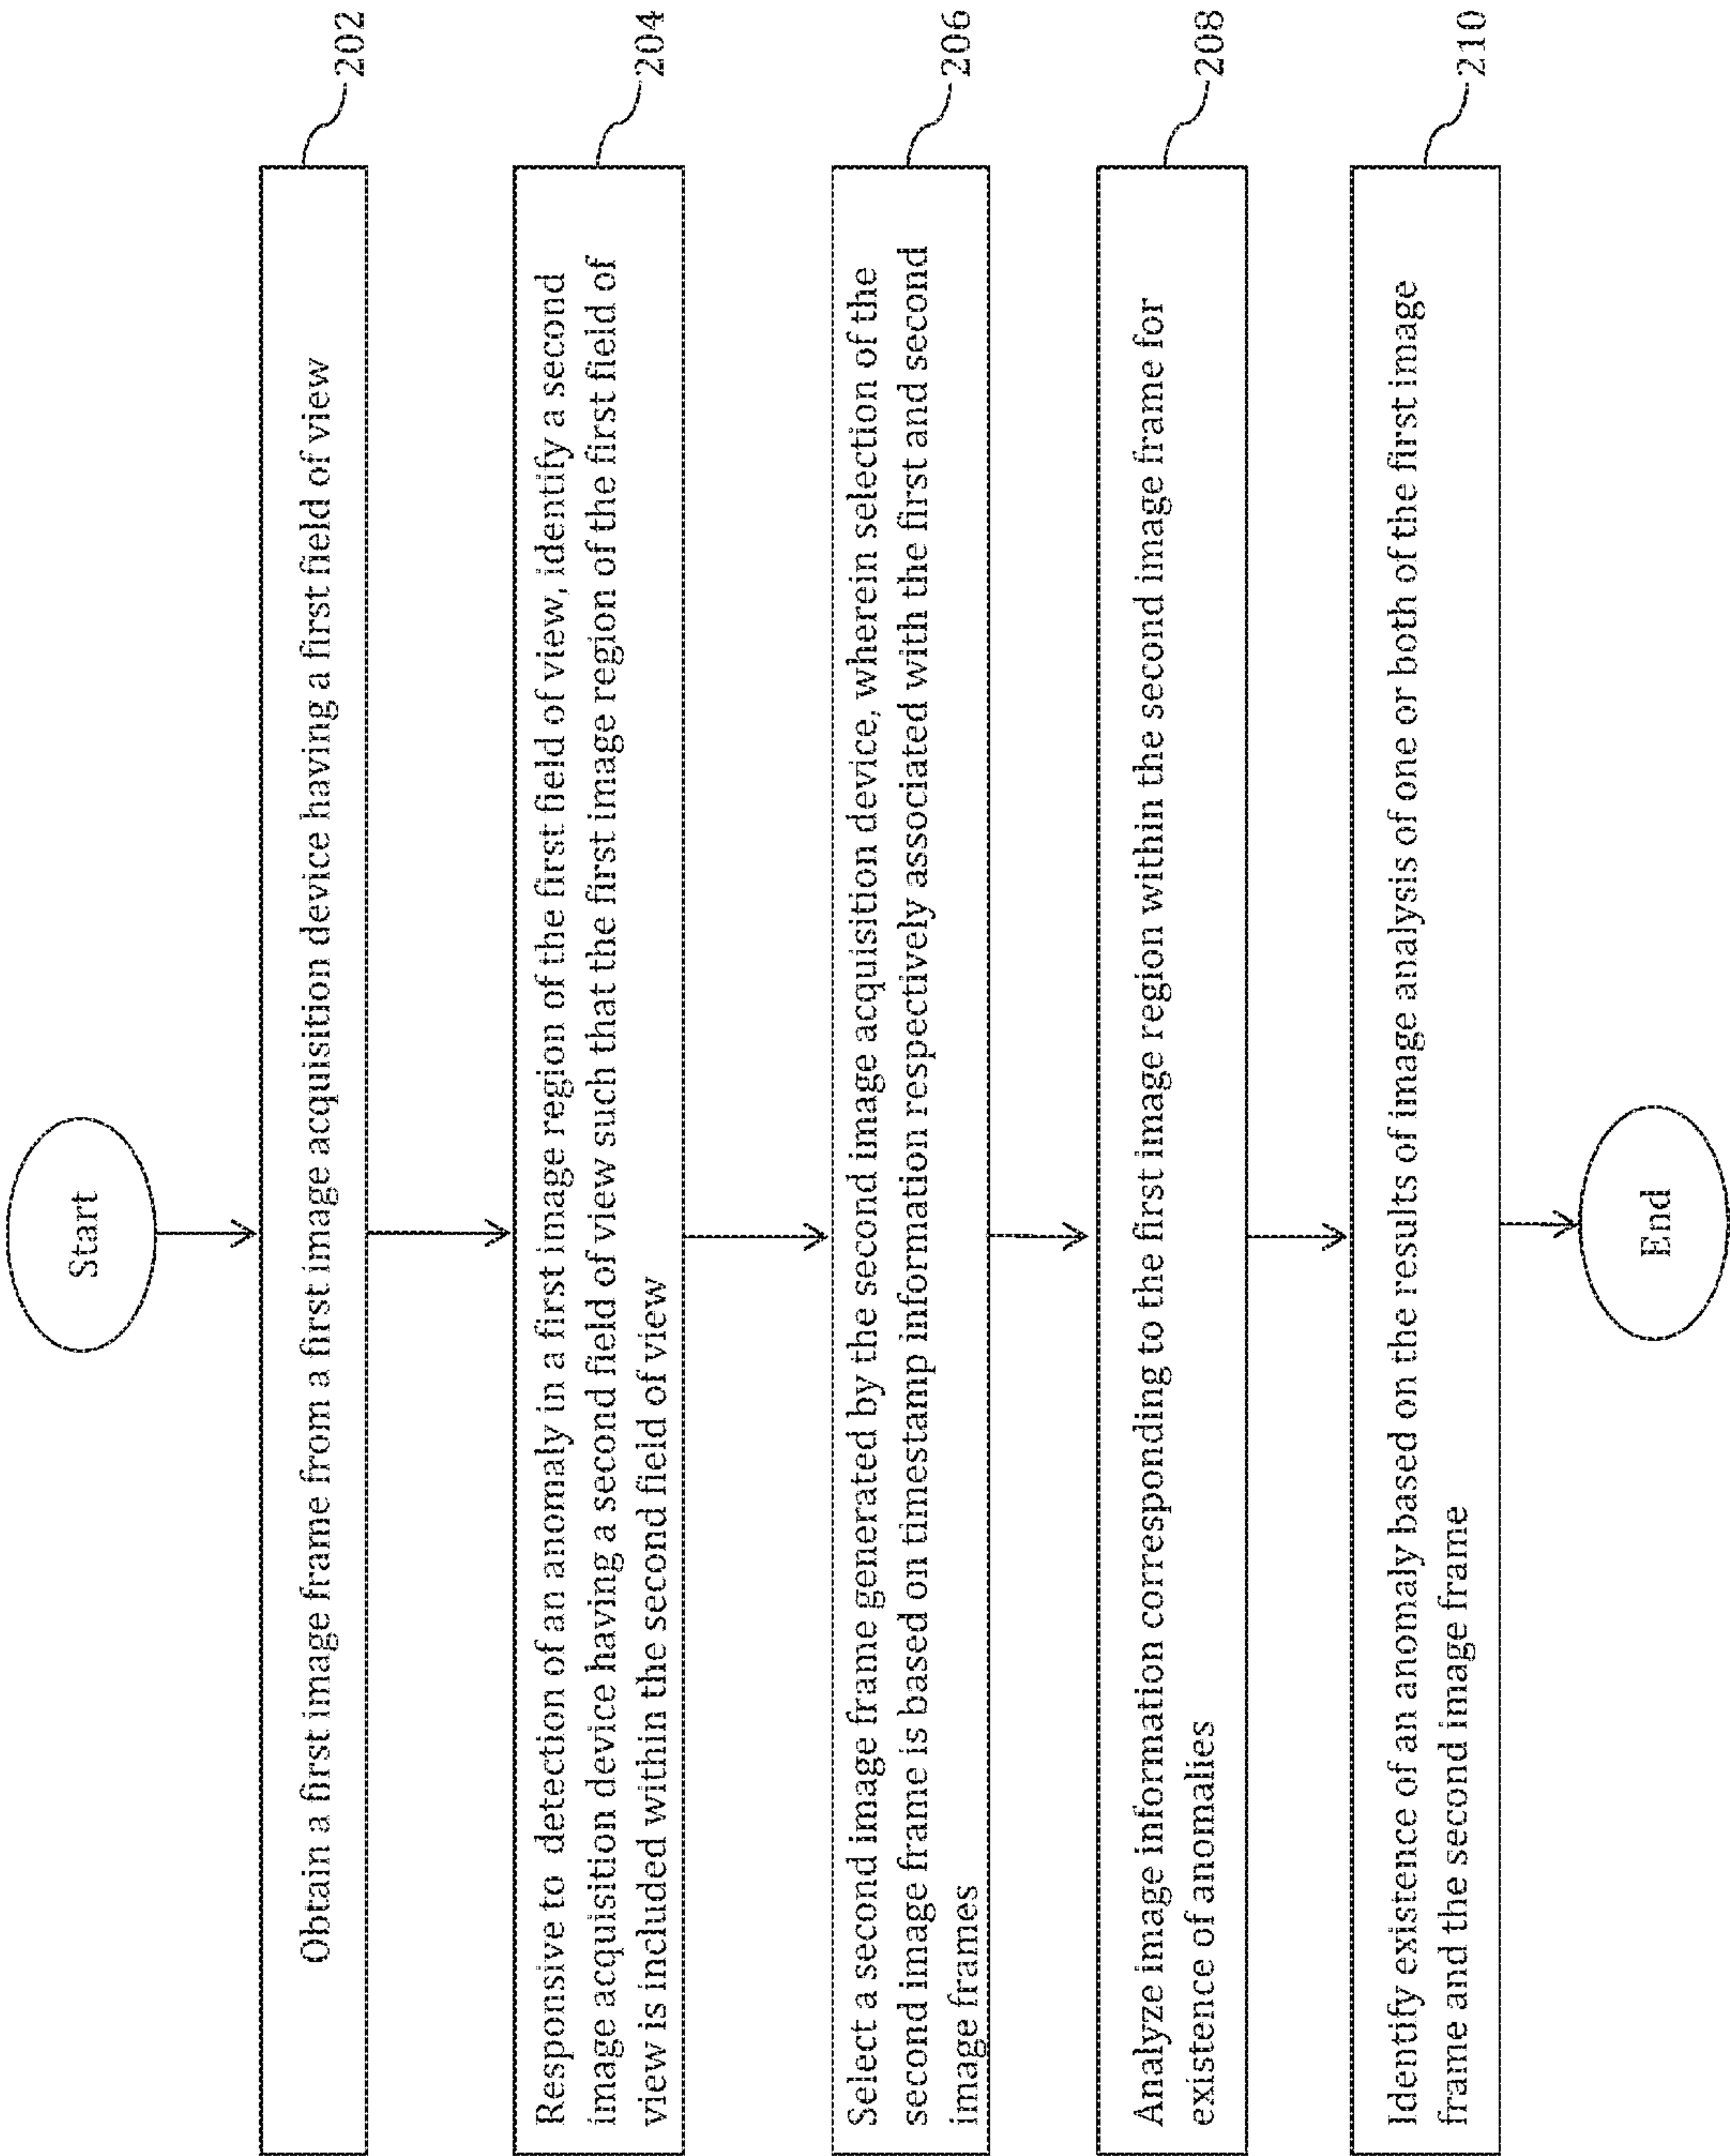 Start
Obtain a first image frame from a first image acquisition device having a first field of view
202
Responsive to detection of an anomaly in a first image region of the first field of view, identify a second
image acquisition device having a second field of view such that the first image region of the first field of
view is included within the second field of view
204
Select a second image frame generated by the second image acquisition device, wherein selection of the
second image frame is based on timestamp information respectively associated with the first and second
image frames
206
Analyze image information corresponding to the first image region within the second image frame for
existence of anomalies
208
Identify existence of an anomaly based on the results of image analysis of one or both of the first image
frame and the second image frame
210
End